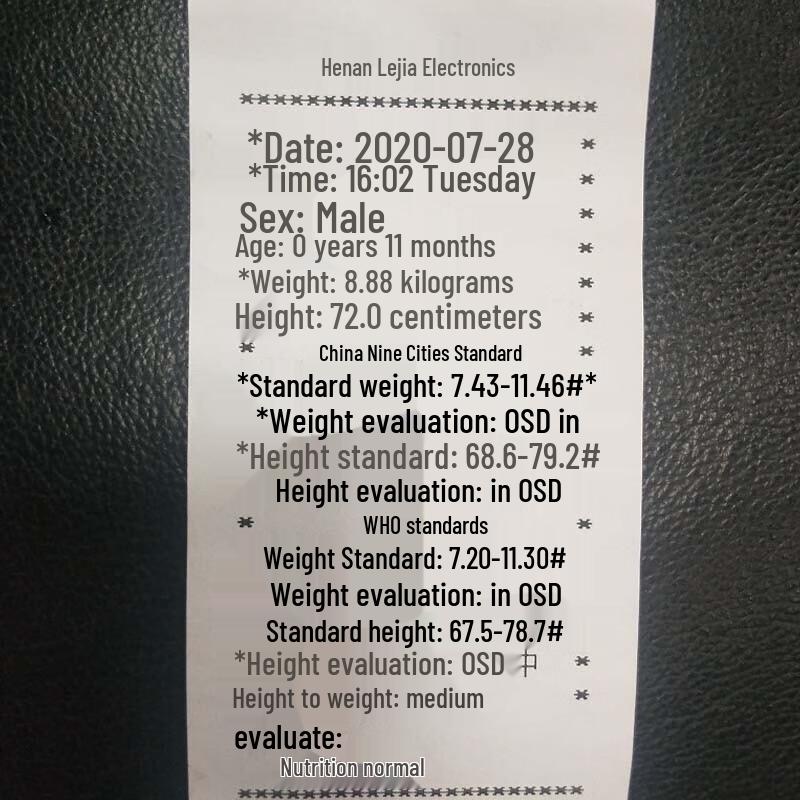 Henan Lejia Electronics
*********************
*Date: 2020-07-28 *
*Time: 16:02 Tuesday *
Sex: Male *
Age: 0 years 11 months *
*Weight: 8.88 kilograms *
Height: 72.0 centimeters *
* China Nine Cities Standard *
*Standard weight: 7.43-11.46#*
*Weight evaluation: OSD in
*Height standard: 68.6-79.2#
Height evaluation: in OSD
* WHO standards *
Weight Standard: 7.20-11.30#
Weight evaluation: in OSD
Standard height: 67.5-78.7#
*Height evaluation: OSD 中 *
Height to weight: medium *
evaluate:
Nutrition normal
*********************